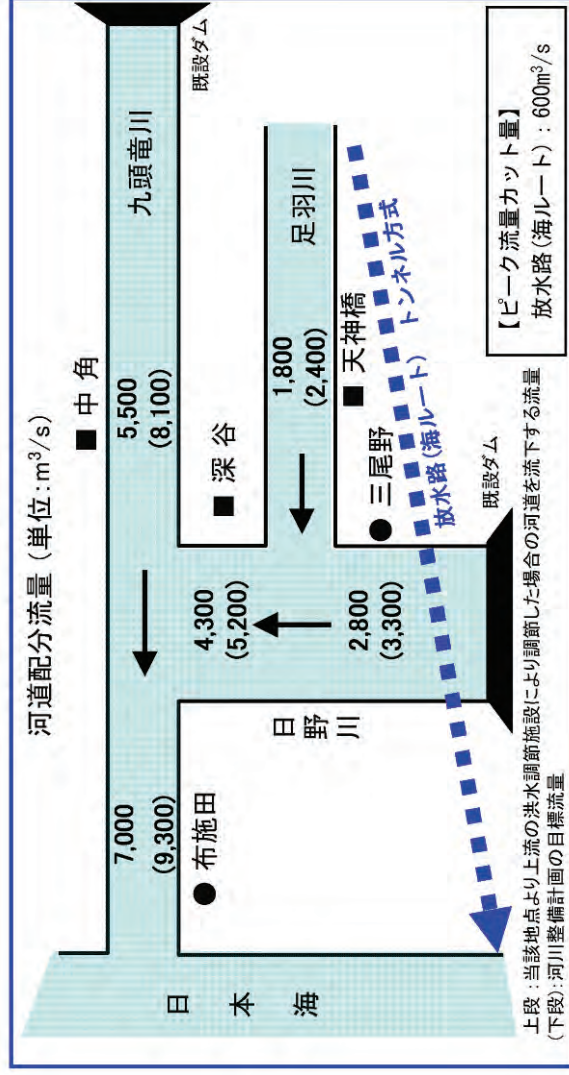 河道配分流量 (単位:m³/s)
■ 中 角
5,500
(8,100)
九頭竜川
既設ダム
7,000
(9,300)
● 布施田
日 本 海
■ 深 谷
4,300
(5,200)
1,800
(2,400)
足羽川
■ 天神橋
2,800
(3,300)
● 三尾野
日野川
既設ダム
放水路(海ルート) トンネル方式
【ピーク流量カット量】
放水路(海ルート) : 600m³/s
上段 : 当該地点より上流の洪水調節施設により調節した場合の河道を流下する流量
(下段): 河川整備計画の目標流量